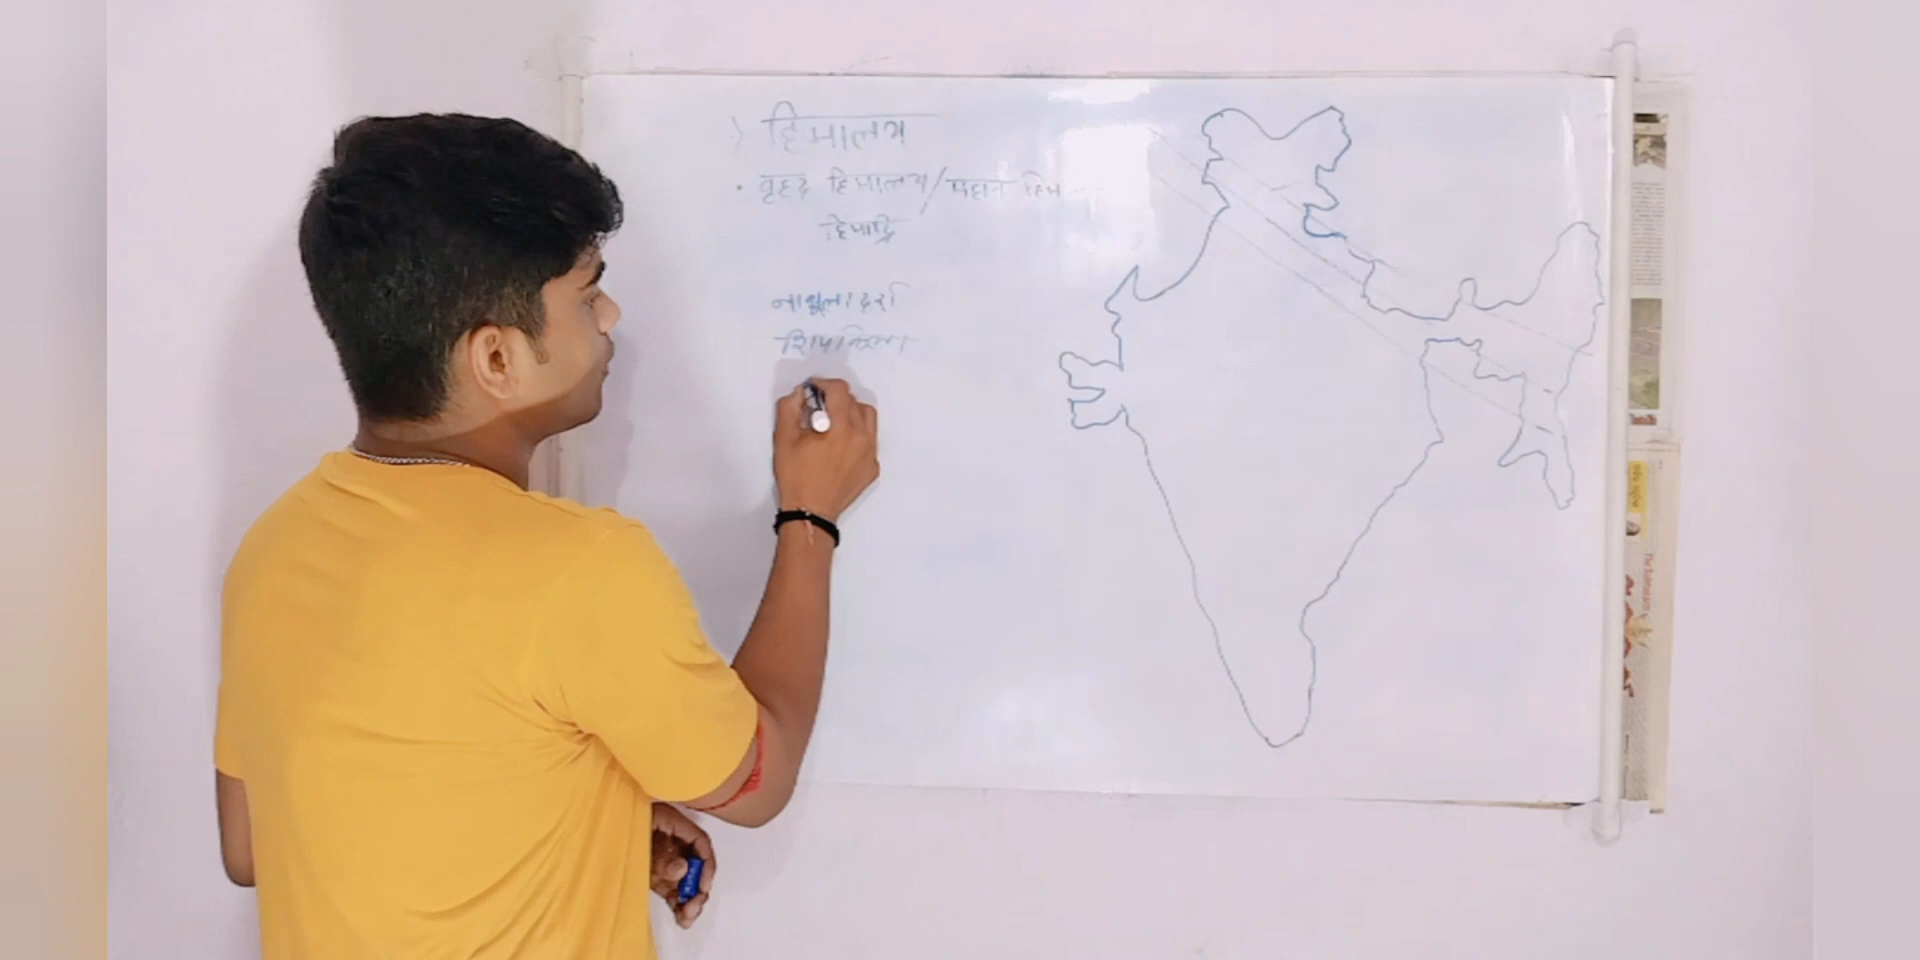 हिमालय
• वृहद हिमालय / महान हिम
हिमाद्रि
नाथूला दर्रा
शिपकिला